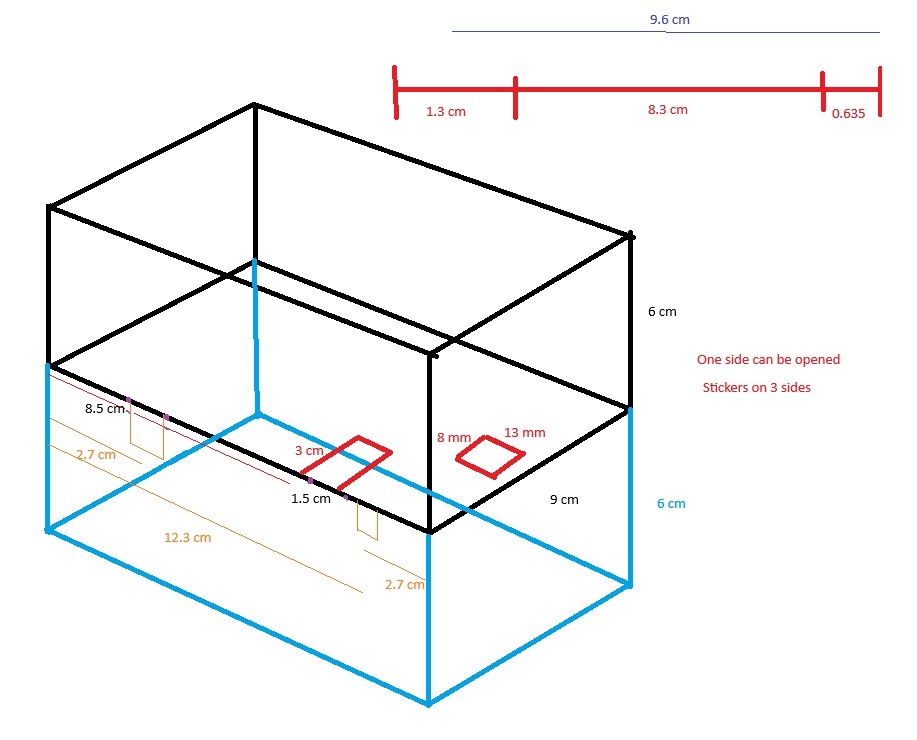 9.6 cm
1.3 cm
8.3 cm
0.635
6 cm
One side can be opened
Stickers on 3 sides
8.5 cm
8 mm
13 mm
3 cm
2.7 cm
1.5 cm
9 cm
6 cm
12.3 cm
2.7 cm